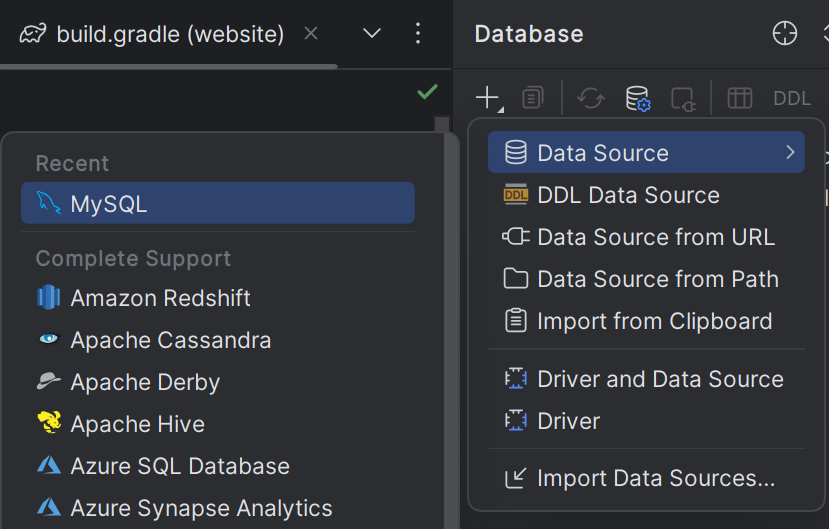 build.gradle (website)
Database
DDL
Recent
MySQL
Complete Support
Amazon Redshift
Apache Cassandra
Apache Derby
Apache Hive
Azure SQL Database
Azure Synapse Analytics
Data Source
DDL DDL Data Source
Data Source from URL
Data Source from Path
Import from Clipboard
Driver and Data Source
Driver
Import Data Sources...